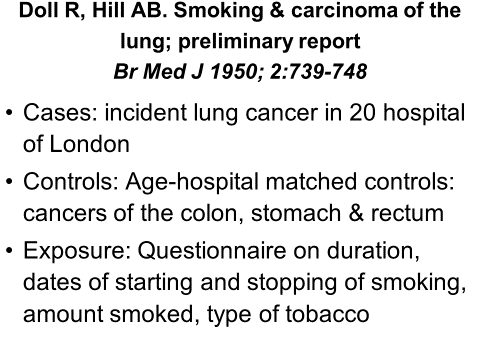 Doll R, Hill AB. Smoking & carcinoma of the
lung; preliminary report
Br Med J 1950; 2:739-748
• Cases: incident lung cancer in 20 hospital
of London
• Controls: Age-hospital matched controls:
cancers of the colon, stomach & rectum
• Exposure: Questionnaire on duration,
dates of starting and stopping of smoking,
amount smoked, type of tobacco